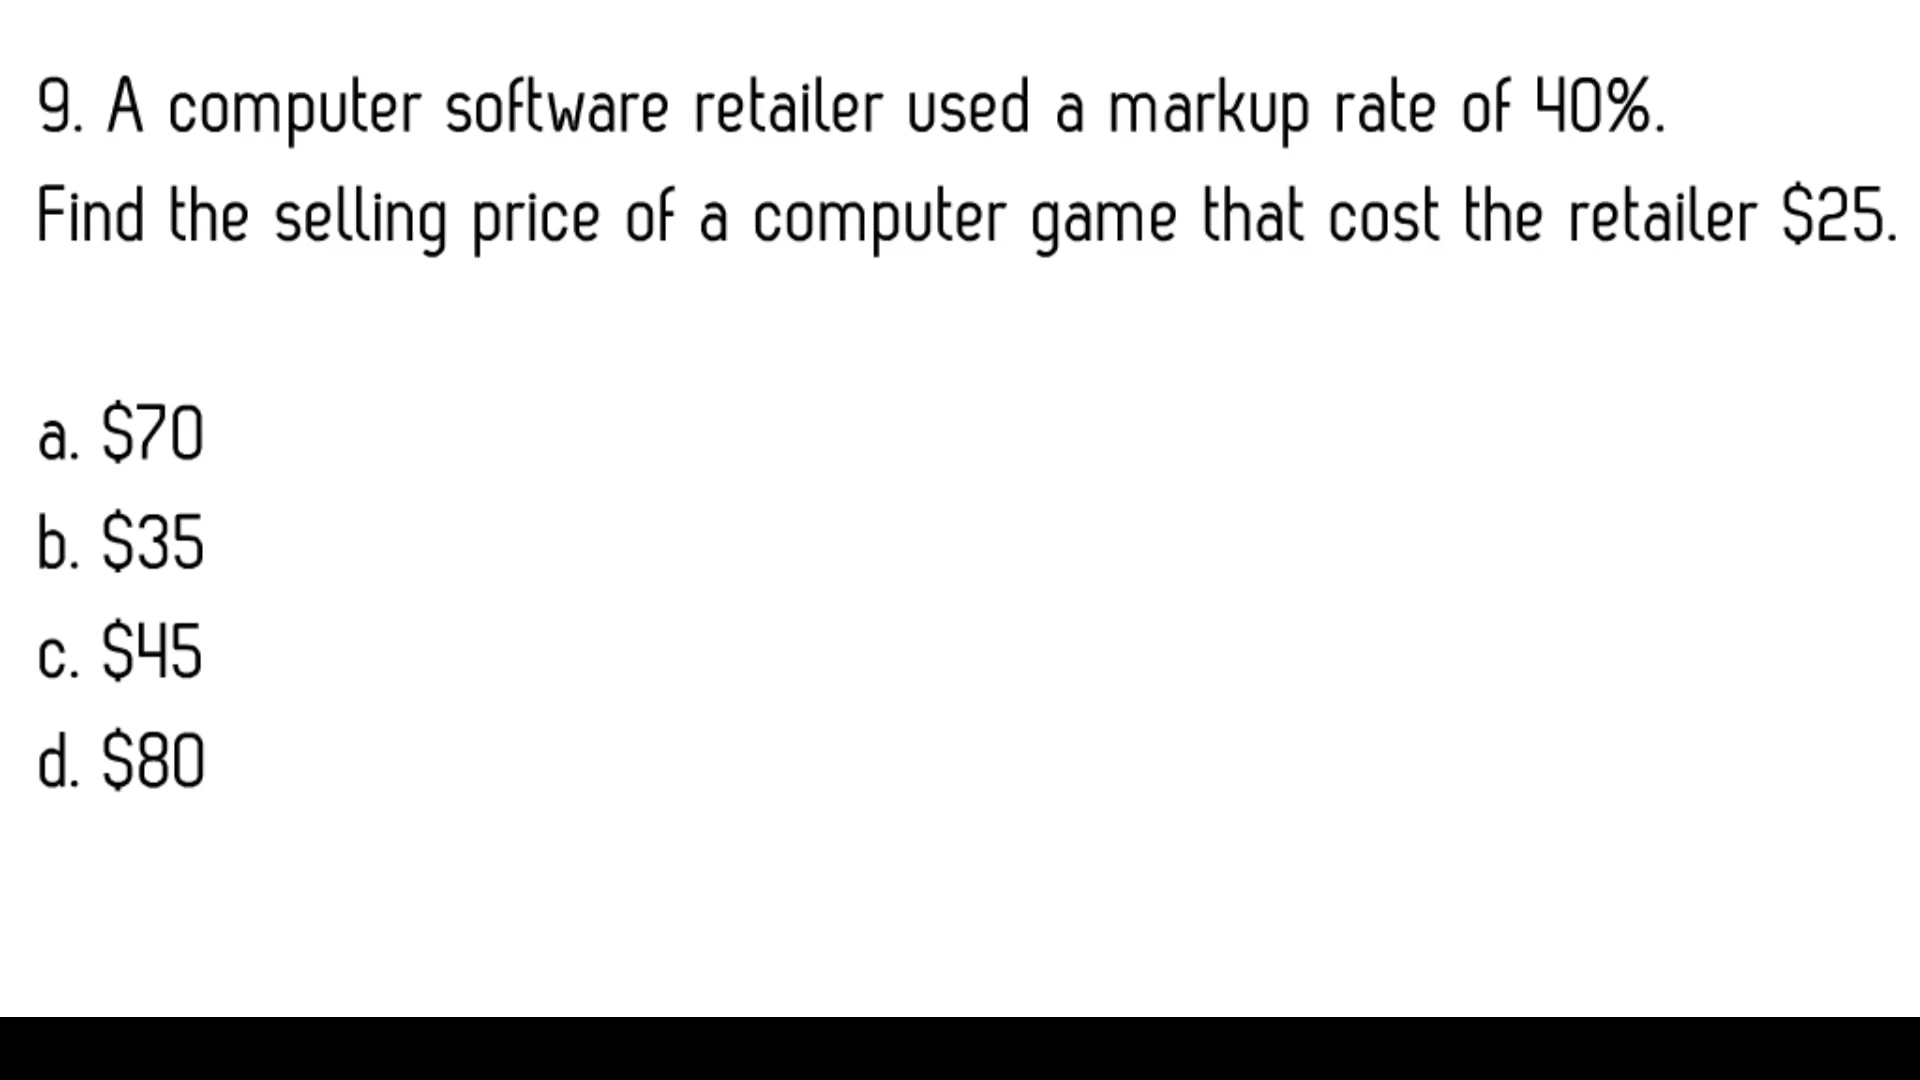 9. A computer software retailer used a markup rate of 40%.
Find the selling price of a computer game that cost the retailer $25.
a. $70
b. $35
c. $45
d. $80